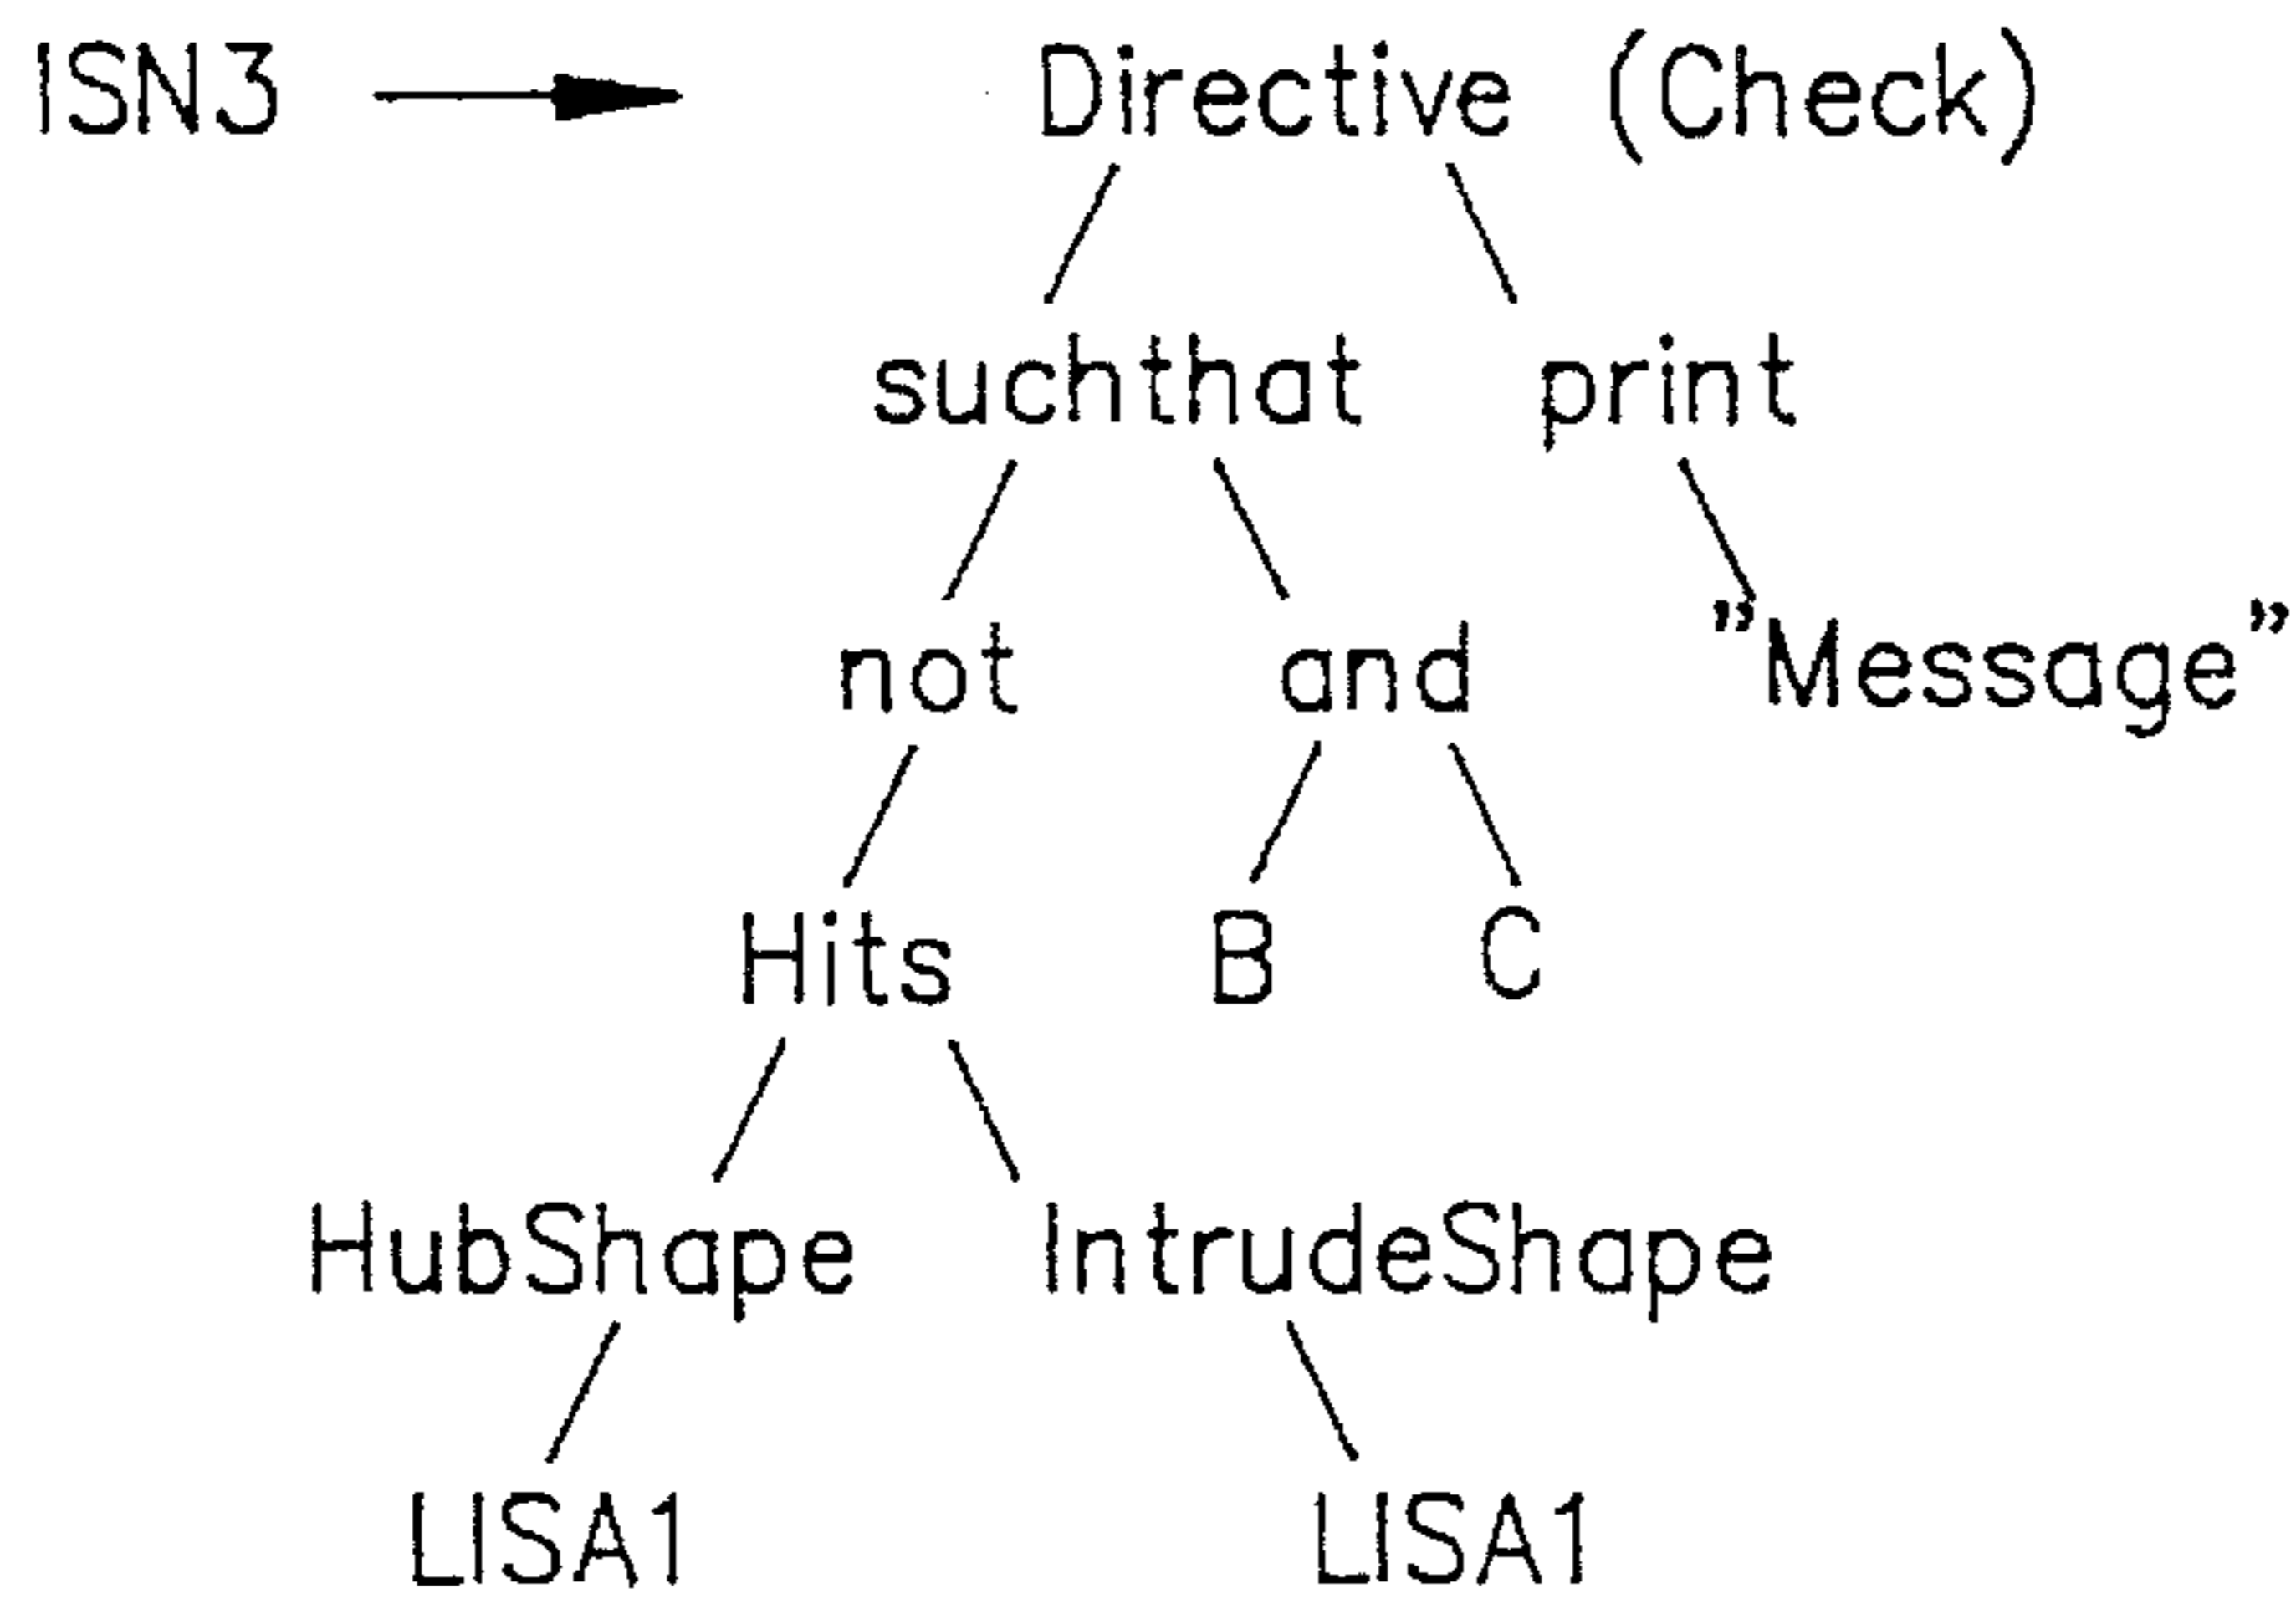 ISN3 Directive (Check)
suchthat print
not and "Message"
Hits B C
HubShape IntrudeShape
LISA1 LISA1